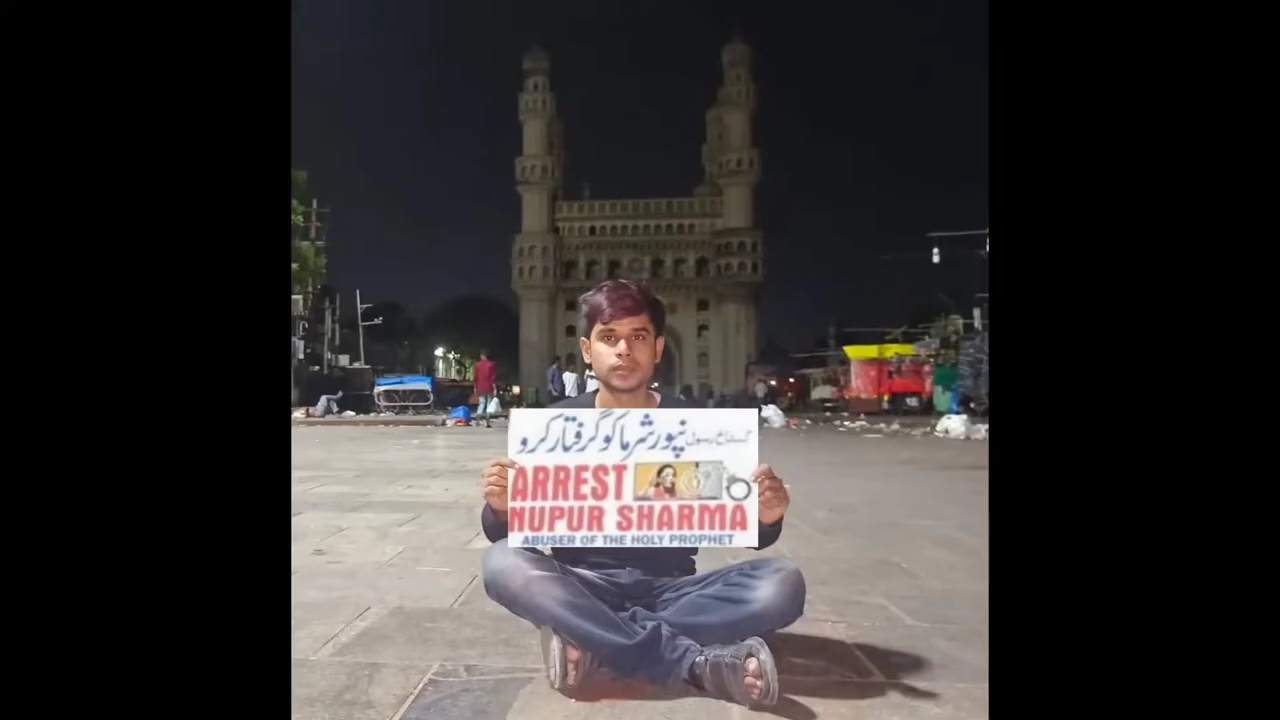 گستاخ رسول نپور شرما کو گرفتار کرو
ARREST
NUPUR SHARMA
ABUSER OF THE HOLY PROPHET